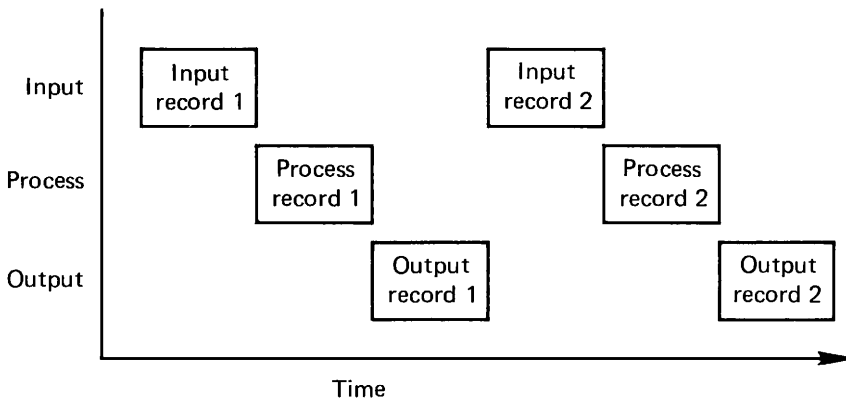 Input
Input
record 1
Input
record 2
Process
Process
record 1
Process
record 2
Output
Output
record 1
Output
record 2
Time